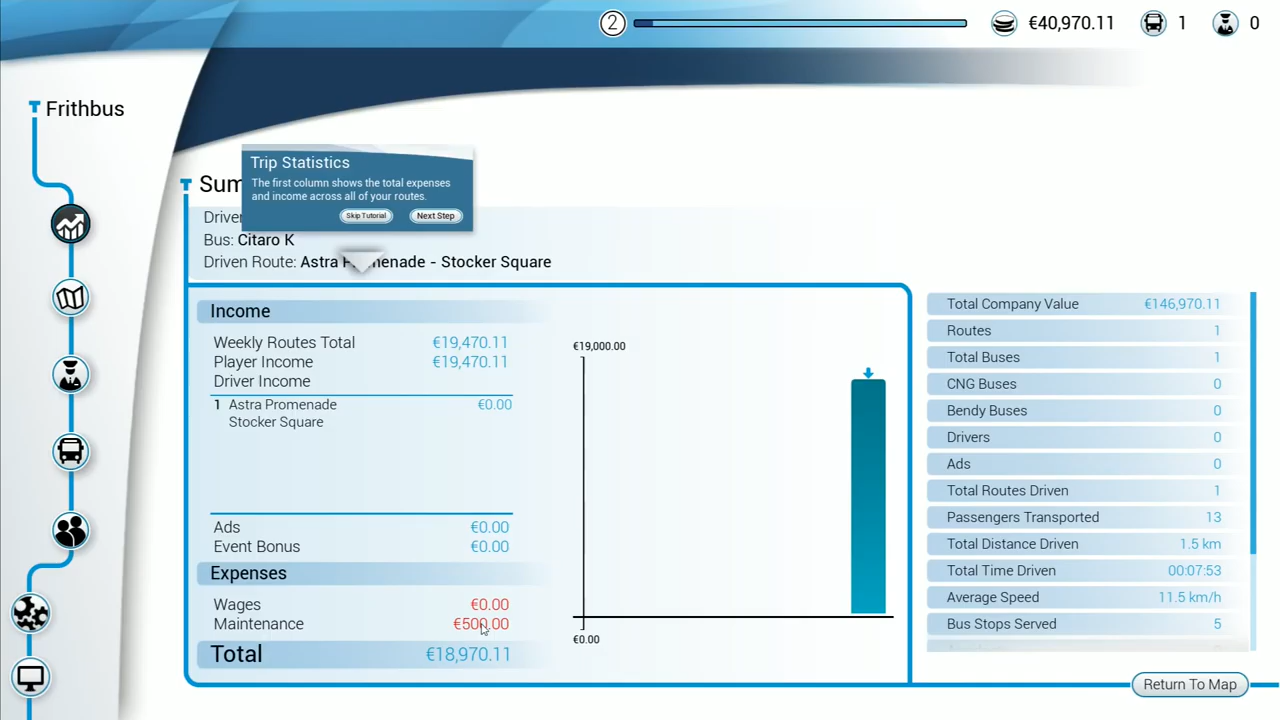 2
€40,970.11
1
0
Frithbus
Trip Statistics
The first column shows the total expenses
and income across all of your routes.
Skip Tutorial
Next Step
Sum
Driven
Bus: Citaro K
Driven Route: Astra Promenade - Stocker Square
Income
Weekly Routes Total €19,470.11
Player Income €19,470.11
Driver Income
1 Astra Promenade €0.00
Stocker Square
Ads €0.00
Event Bonus €0.00
Expenses
Wages €0.00
Maintenance €500.00
Total €18,970.11
€19,000.00
€0.00
Total Company Value €146,970.11
Routes 1
Total Buses 1
CNG Buses 0
Bendy Buses 0
Drivers 0
Ads 0
Total Routes Driven 1
Passengers Transported 13
Total Distance Driven 1.5 km
Total Time Driven 00:07:53
Average Speed 11.5 km/h
Bus Stops Served 5
Return To Map